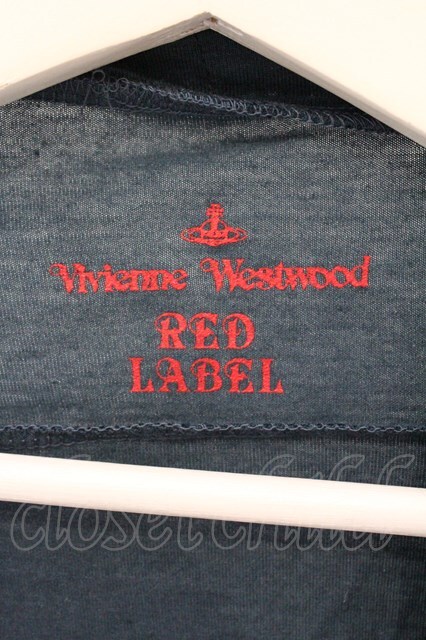 Vivienne Westwood
RED
LABEL
closet child